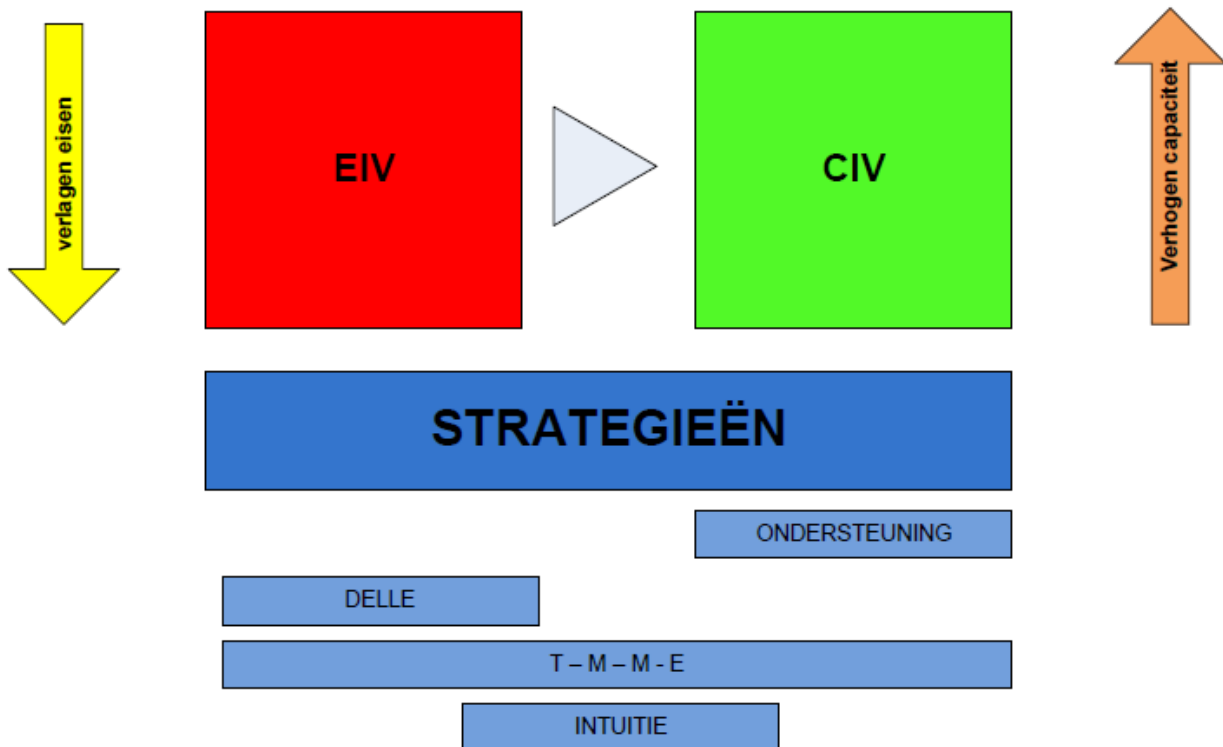 verlagen eisen
EIV
CIV
Verhogen capaciteit
STRATEGIEËN
ONDERSTEUNING
DELLE
T – M – M - E
INTUITIE